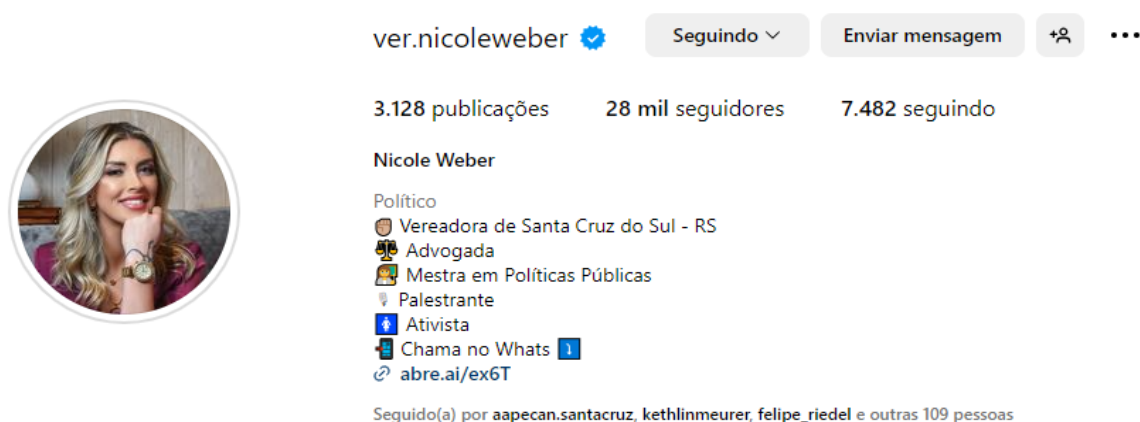 ver.nicoleweber Seguindo Enviar mensagem
3.128 publicações 28 mil seguidores 7.482 seguindo
Nicole Weber
Político
Vereadora de Santa Cruz do Sul - RS
Advogada
Mestra em Políticas Públicas
Palestrante
Ativista
Chama no Whats
abre.ai/ex6T
Seguido(a) por aapecan.santacruz, kethlinmeurer, felipe_riedel e outras 109 pessoas